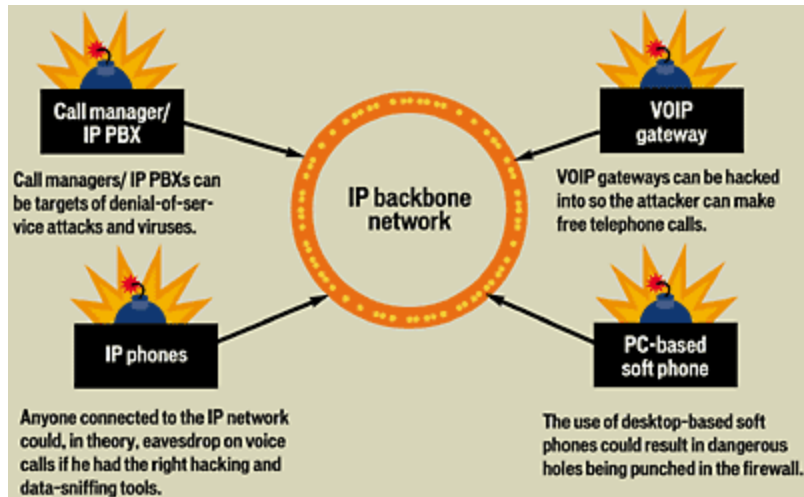 Call manager/
IP PBX
Call managers/ IP PBXs can
be targets of denial-of-ser-
vice attacks and viruses.
VOIP
gateway
VOIP gateways can be hacked
into so the attacker can make
free telephone calls.
IP backbone
network
IP phones
Anyone connected to the IP network
could, in theory, eavesdrop on voice
calls if he had the right hacking and
data-sniffing tools.
PC-based
soft phone
The use of desktop-based soft
phones could result in dangerous
holes being punched in the firewall.